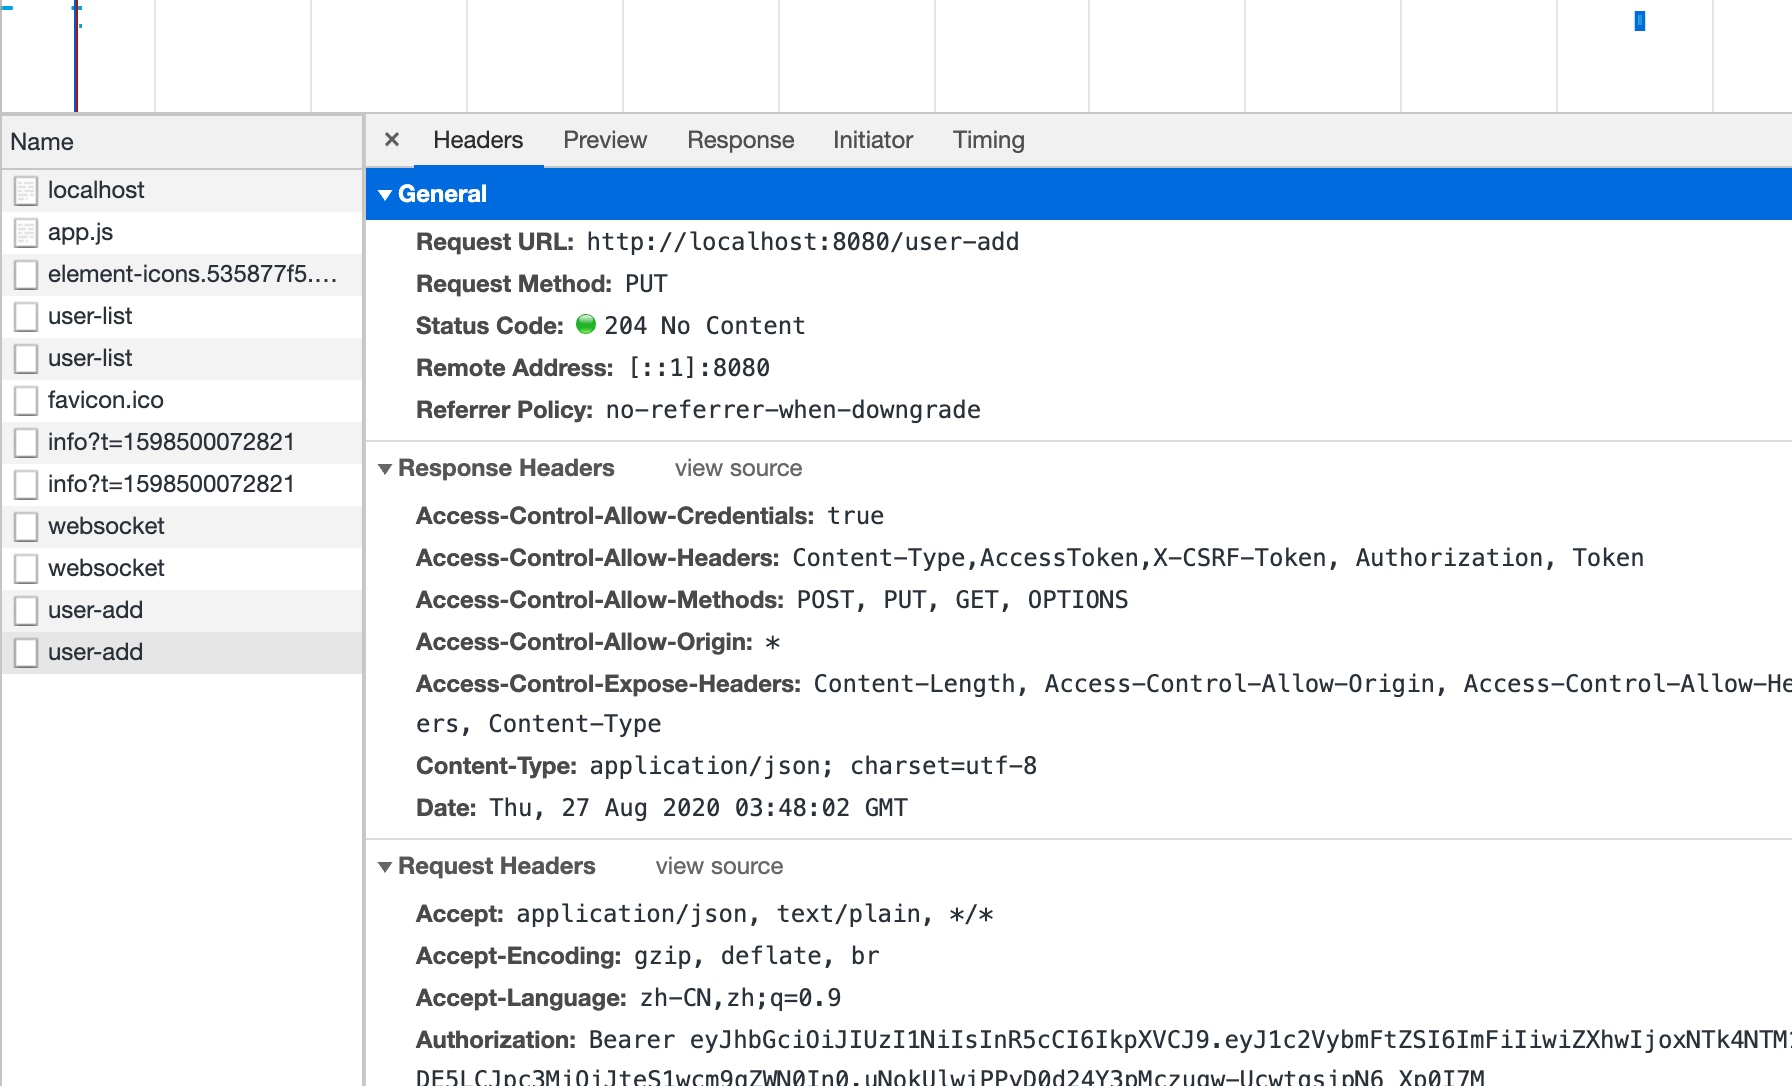 Name
localhost
app.js
element-icons.535877f5.…
user-list
user-list
favicon.ico
info?t=1598500072821
info?t=1598500072821
websocket
websocket
user-add
user-add
× Headers Preview Response Initiator Timing
▼ General
Request URL: http://localhost:8080/user-add
Request Method: PUT
Status Code: 204 No Content
Remote Address: [::1]:8080
Referrer Policy: no-referrer-when-downgrade
▼ Response Headers view source
Access-Control-Allow-Credentials: true
Access-Control-Allow-Headers: Content-Type,AccessToken,X-CSRF-Token, Authorization, Token
Access-Control-Allow-Methods: POST, PUT, GET, OPTIONS
Access-Control-Allow-Origin: *
Access-Control-Expose-Headers: Content-Length, Access-Control-Allow-Origin, Access-Control-Allow-He
ers, Content-Type
Content-Type: application/json; charset=utf-8
Date: Thu, 27 Aug 2020 03:48:02 GMT
▼ Request Headers view source
Accept: application/json, text/plain, */*
Accept-Encoding: gzip, deflate, br
Accept-Language: zh-CN,zh;q=0.9
Authorization: Bearer eyJhbGciOiJIUzI1NiIsInR5cCI6IkpXVCJ9.eyJ1c2VybmFtZSI6ImFiIiwiZXhwIjoxNTk4NTM